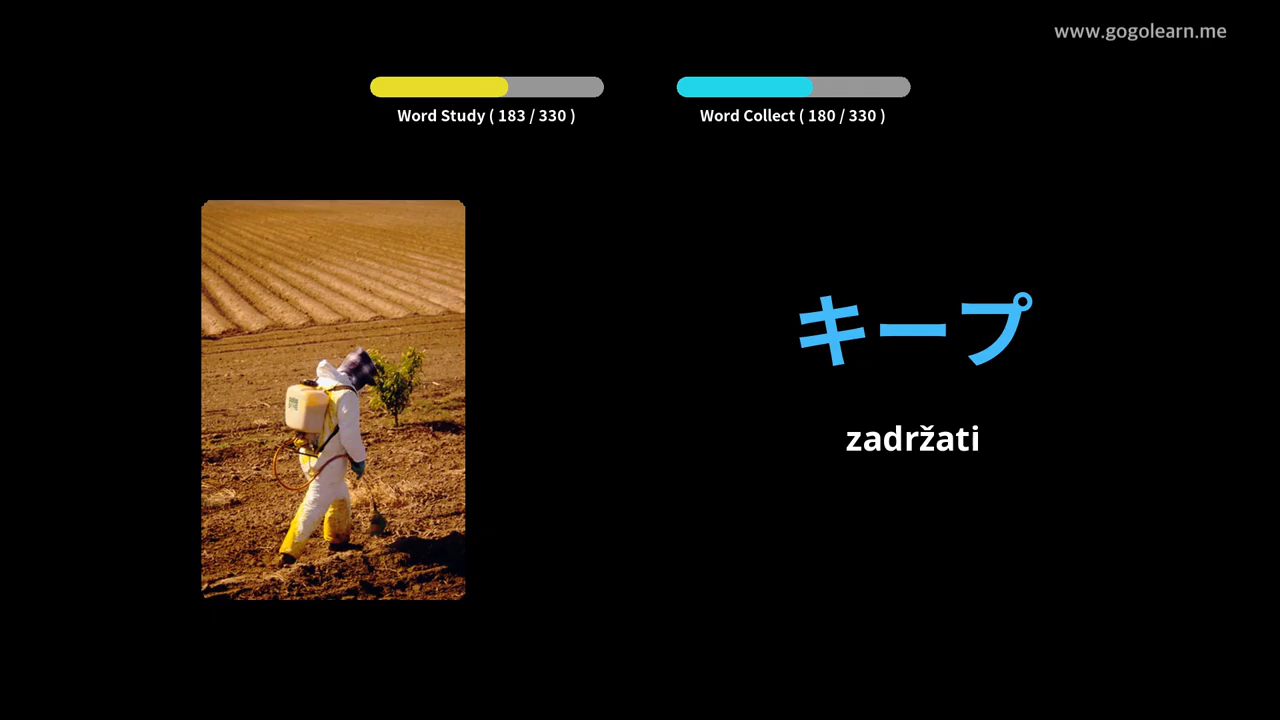 www.gogolearn.me
Word Study ( 183 / 330 )
Word Collect ( 180 / 330 )
キープ
zadržati